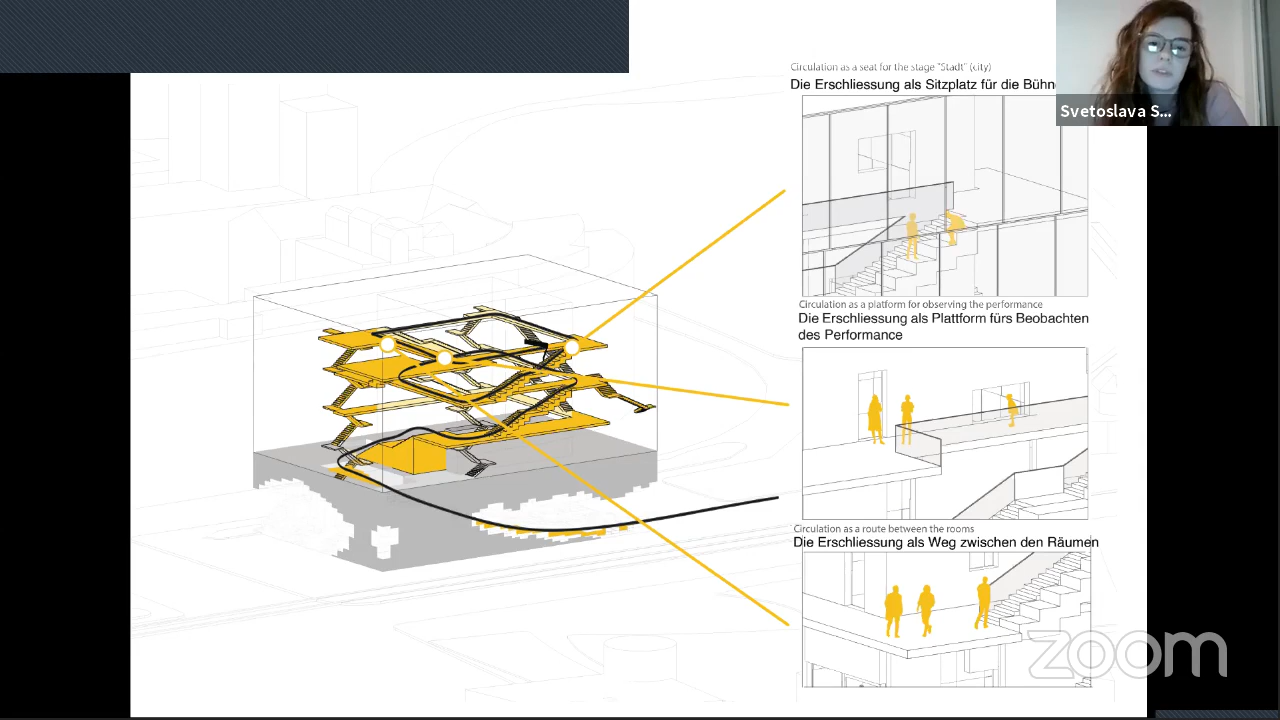 Circulation as a seat for the stage "Stadt" (city)
Die Erschliessung als Sitzplatz für die Bühne
Svetoslava S...
Circulation as a platform for observing the performance
Die Erschliessung als Plattform fürs Beobachten
des Performance
Circulation as a route between the rooms
Die Erschliessung als Weg zwischen den Räumen
zoom